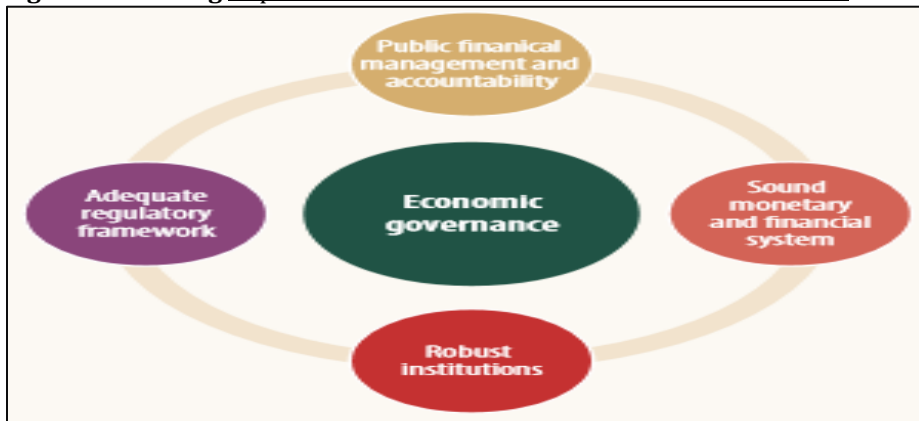 Public finanical
management and
accountability
Adequate
regulatory
framework
Economic
governance
Sound
monetary
and financial
system
Robust
institutions